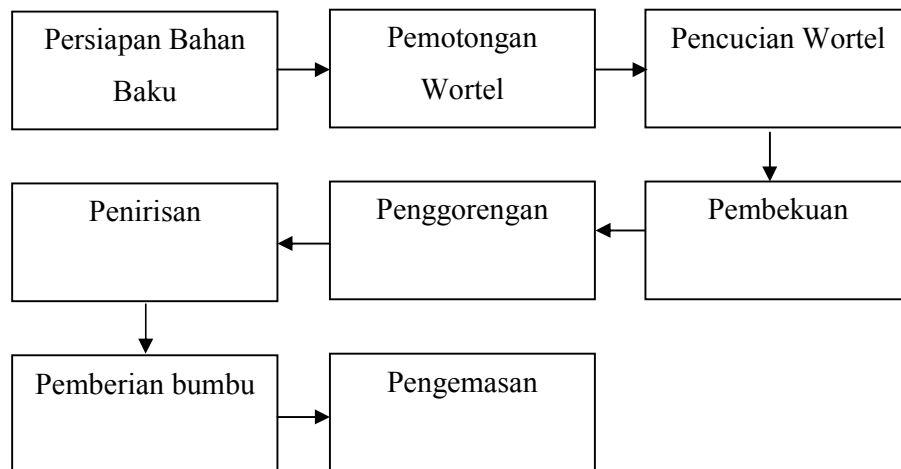 Persiapan Bahan
Baku
Pemotongan
Wortel
Pencucian Wortel
Pembekuan
Penggorengan
Penirisan
Pemberian bumbu
Pengemasan